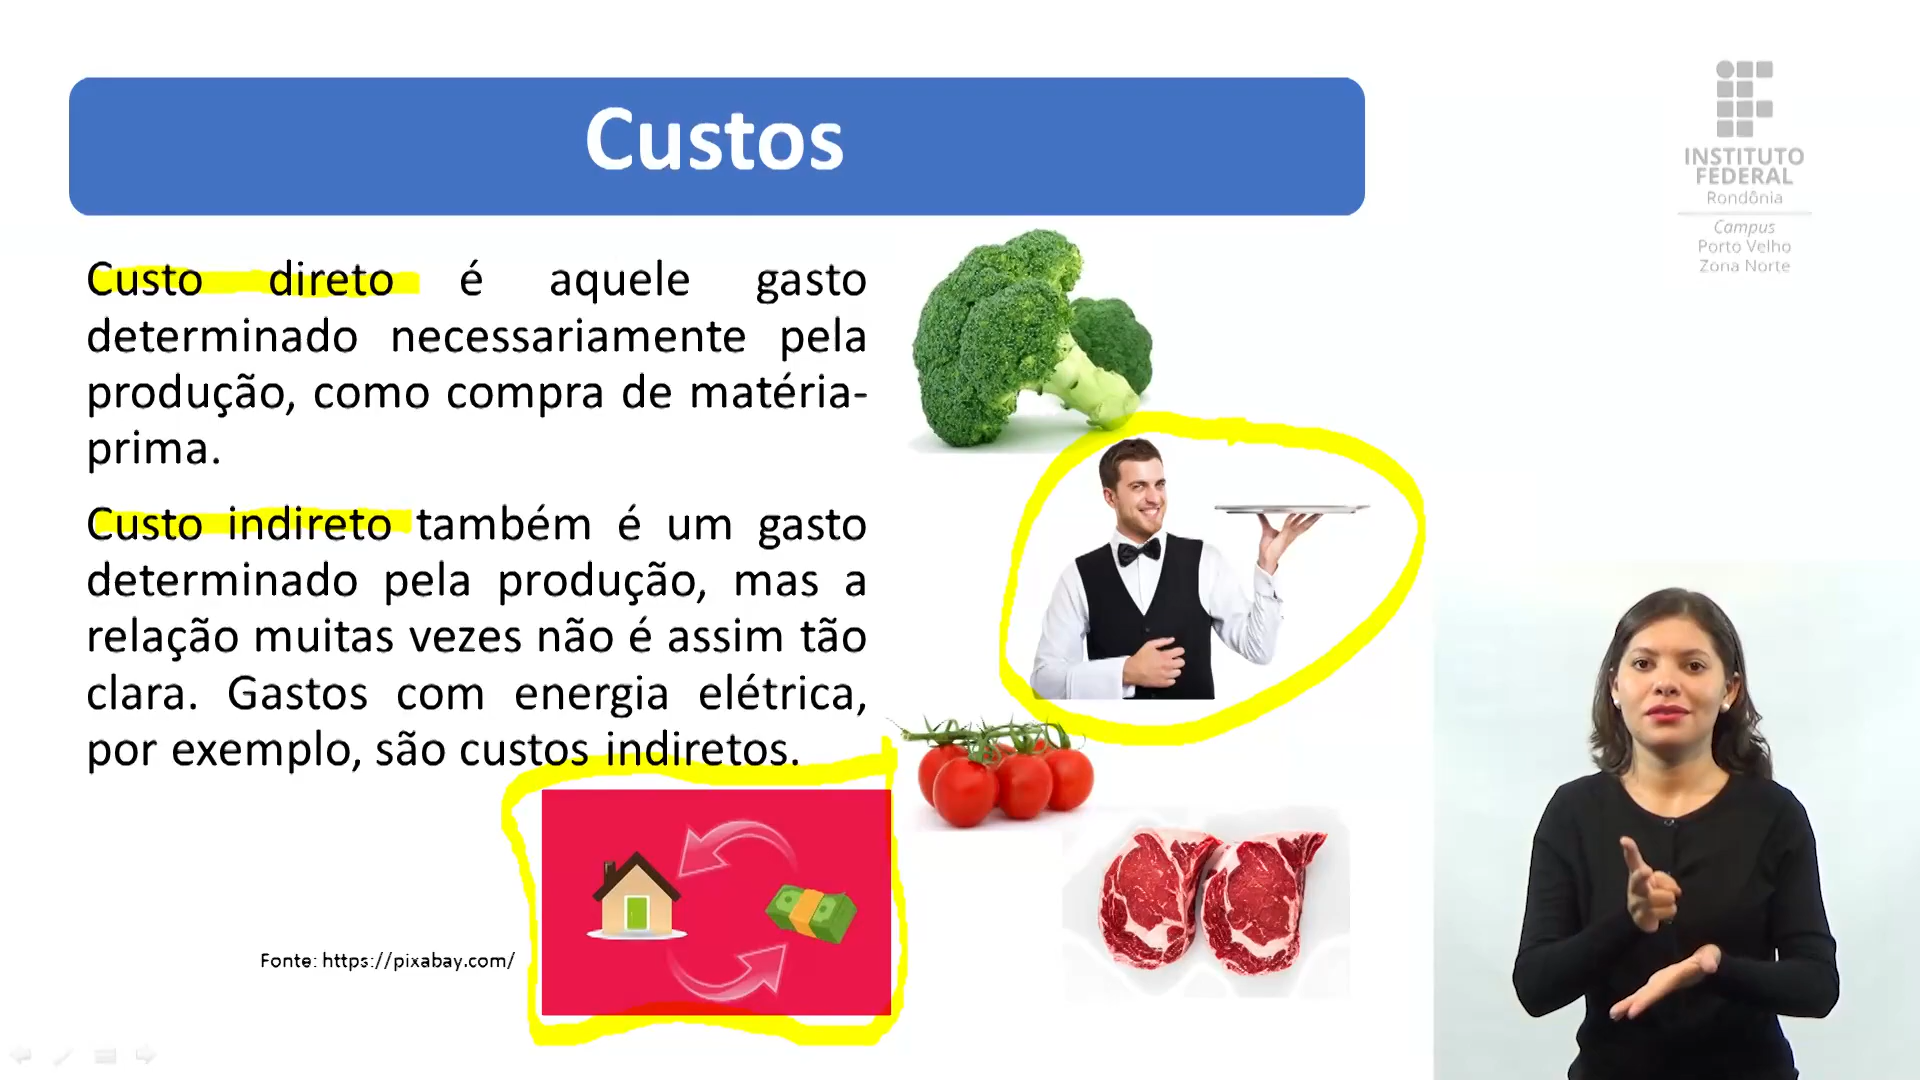 Custos
INSTITUTO
FEDERAL
Rondônia
Campus
Porto Velho
Zona Norte
Custo direto é aquele gasto
determinado necessariamente pela
produção, como compra de matéria-
prima.
Custo indireto também é um gasto
determinado pela produção, mas a
relação muitas vezes não é assim tão
clara. Gastos com energia elétrica,
por exemplo, são custos indiretos.
Fonte: https://pixabay.com/